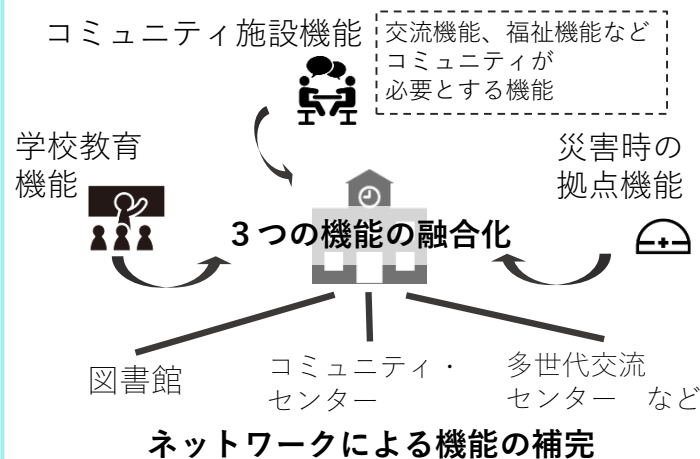 コミュニティ施設機能
交流機能、福祉機能など
コミュニティが
必要とする機能
学校教育
機能
災害時の
拠点機能
３つの機能の融合化
図書館
コミュニティ・
センター
多世代交流
センター　など
ネットワークによる機能の補完